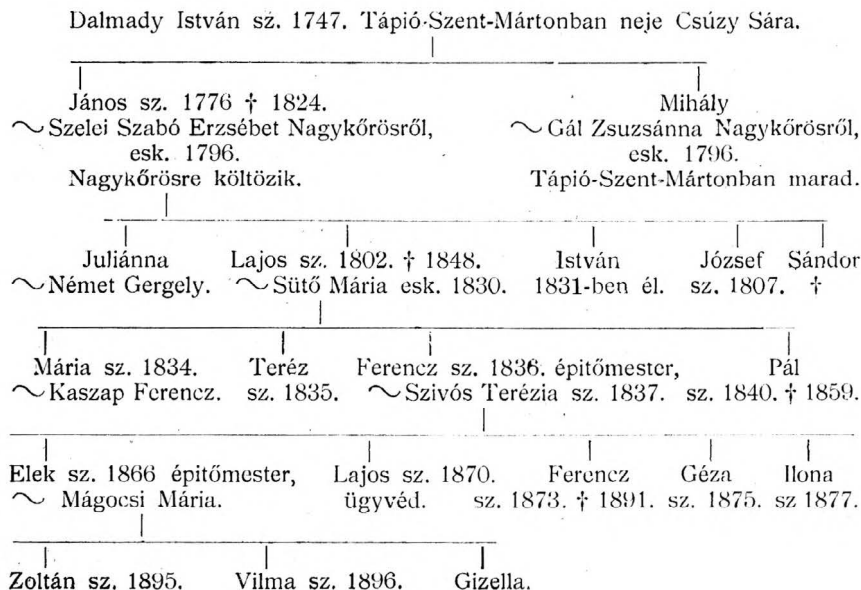 Dalmady István sz. 1747. Tápió-Szent-Mártonban neje Csúzy Sára.
János sz. 1776 † 1824. Mihály
~ Szelei Szabó Erzsébet Nagykőrösről, ~ Gál Zsuzsánna Nagykőrösről,
esk. 1796. esk. 1796.
Nagykőrösre költözik. Tápió-Szent-Mártonban marad.
Juliánna Lajos sz. 1802. † 1848. István József Sándor
~ Német Gergely. ~ Sütő Mária esk. 1830. 1831-ben él. sz. 1807. †
Mária sz. 1834. Teréz Ferencz sz. 1836. épitőmester, Pál
~ Kaszap Ferencz. sz. 1835. ~ Szivós Terézia sz. 1837. sz. 1840. † 1859.
Elek sz. 1866 épitőmester, Lajos sz. 1870. Ferencz Géza Ilona
~ Mágocsi Mária. ügyvéd. sz. 1873. † 1891. sz. 1875. sz 1877.
Zoltán sz. 1895. Vilma sz. 1896. Gizella.